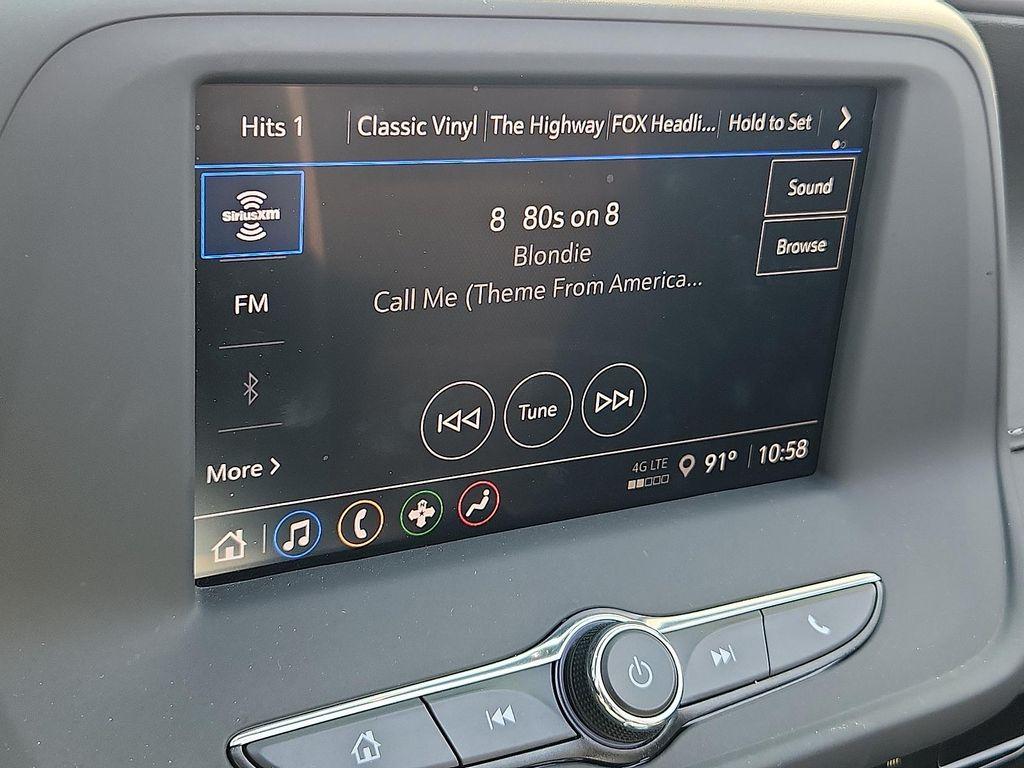 Hits 1 Classic Vinyl The Highway FOX Headli... Hold to Set
SiriusXM
Sound
8 80s on 8
Blondie
Browse
Call Me (Theme From America...
FM
Tune
More
4G LTE 91° 10:58